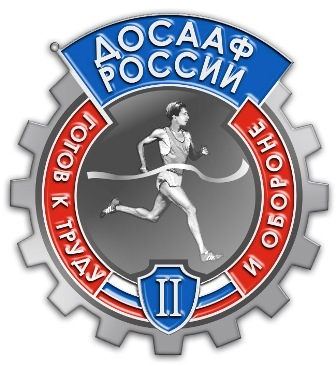 ДОСААФ
РОССИИ
ГОТОВ К ТРУДУ
И ОБОРОНЕ
II